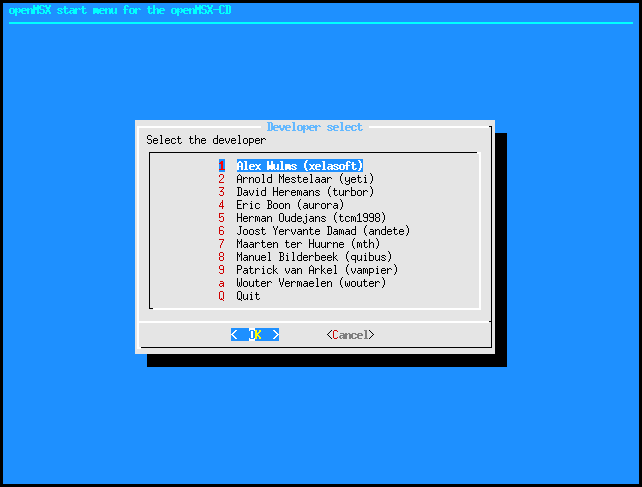 openMSX start menu for the openMSX-CD
Developer select
Select the developer
1 Alex Wulms (xelasoft)
2 Arnold Mestelaar (yeti)
3 David Heremans (turbor)
4 Eric Boon (aurora)
5 Herman Oudejans (tcm1998)
6 Joost Yervante Damad (andete)
7 Maarten ter Huurne (mth)
8 Manuel Bilderbeek (quibus)
9 Patrick van Arkel (vampier)
a Wouter Vermaelen (wouter)
Q Quit
< OK > <Cancel>